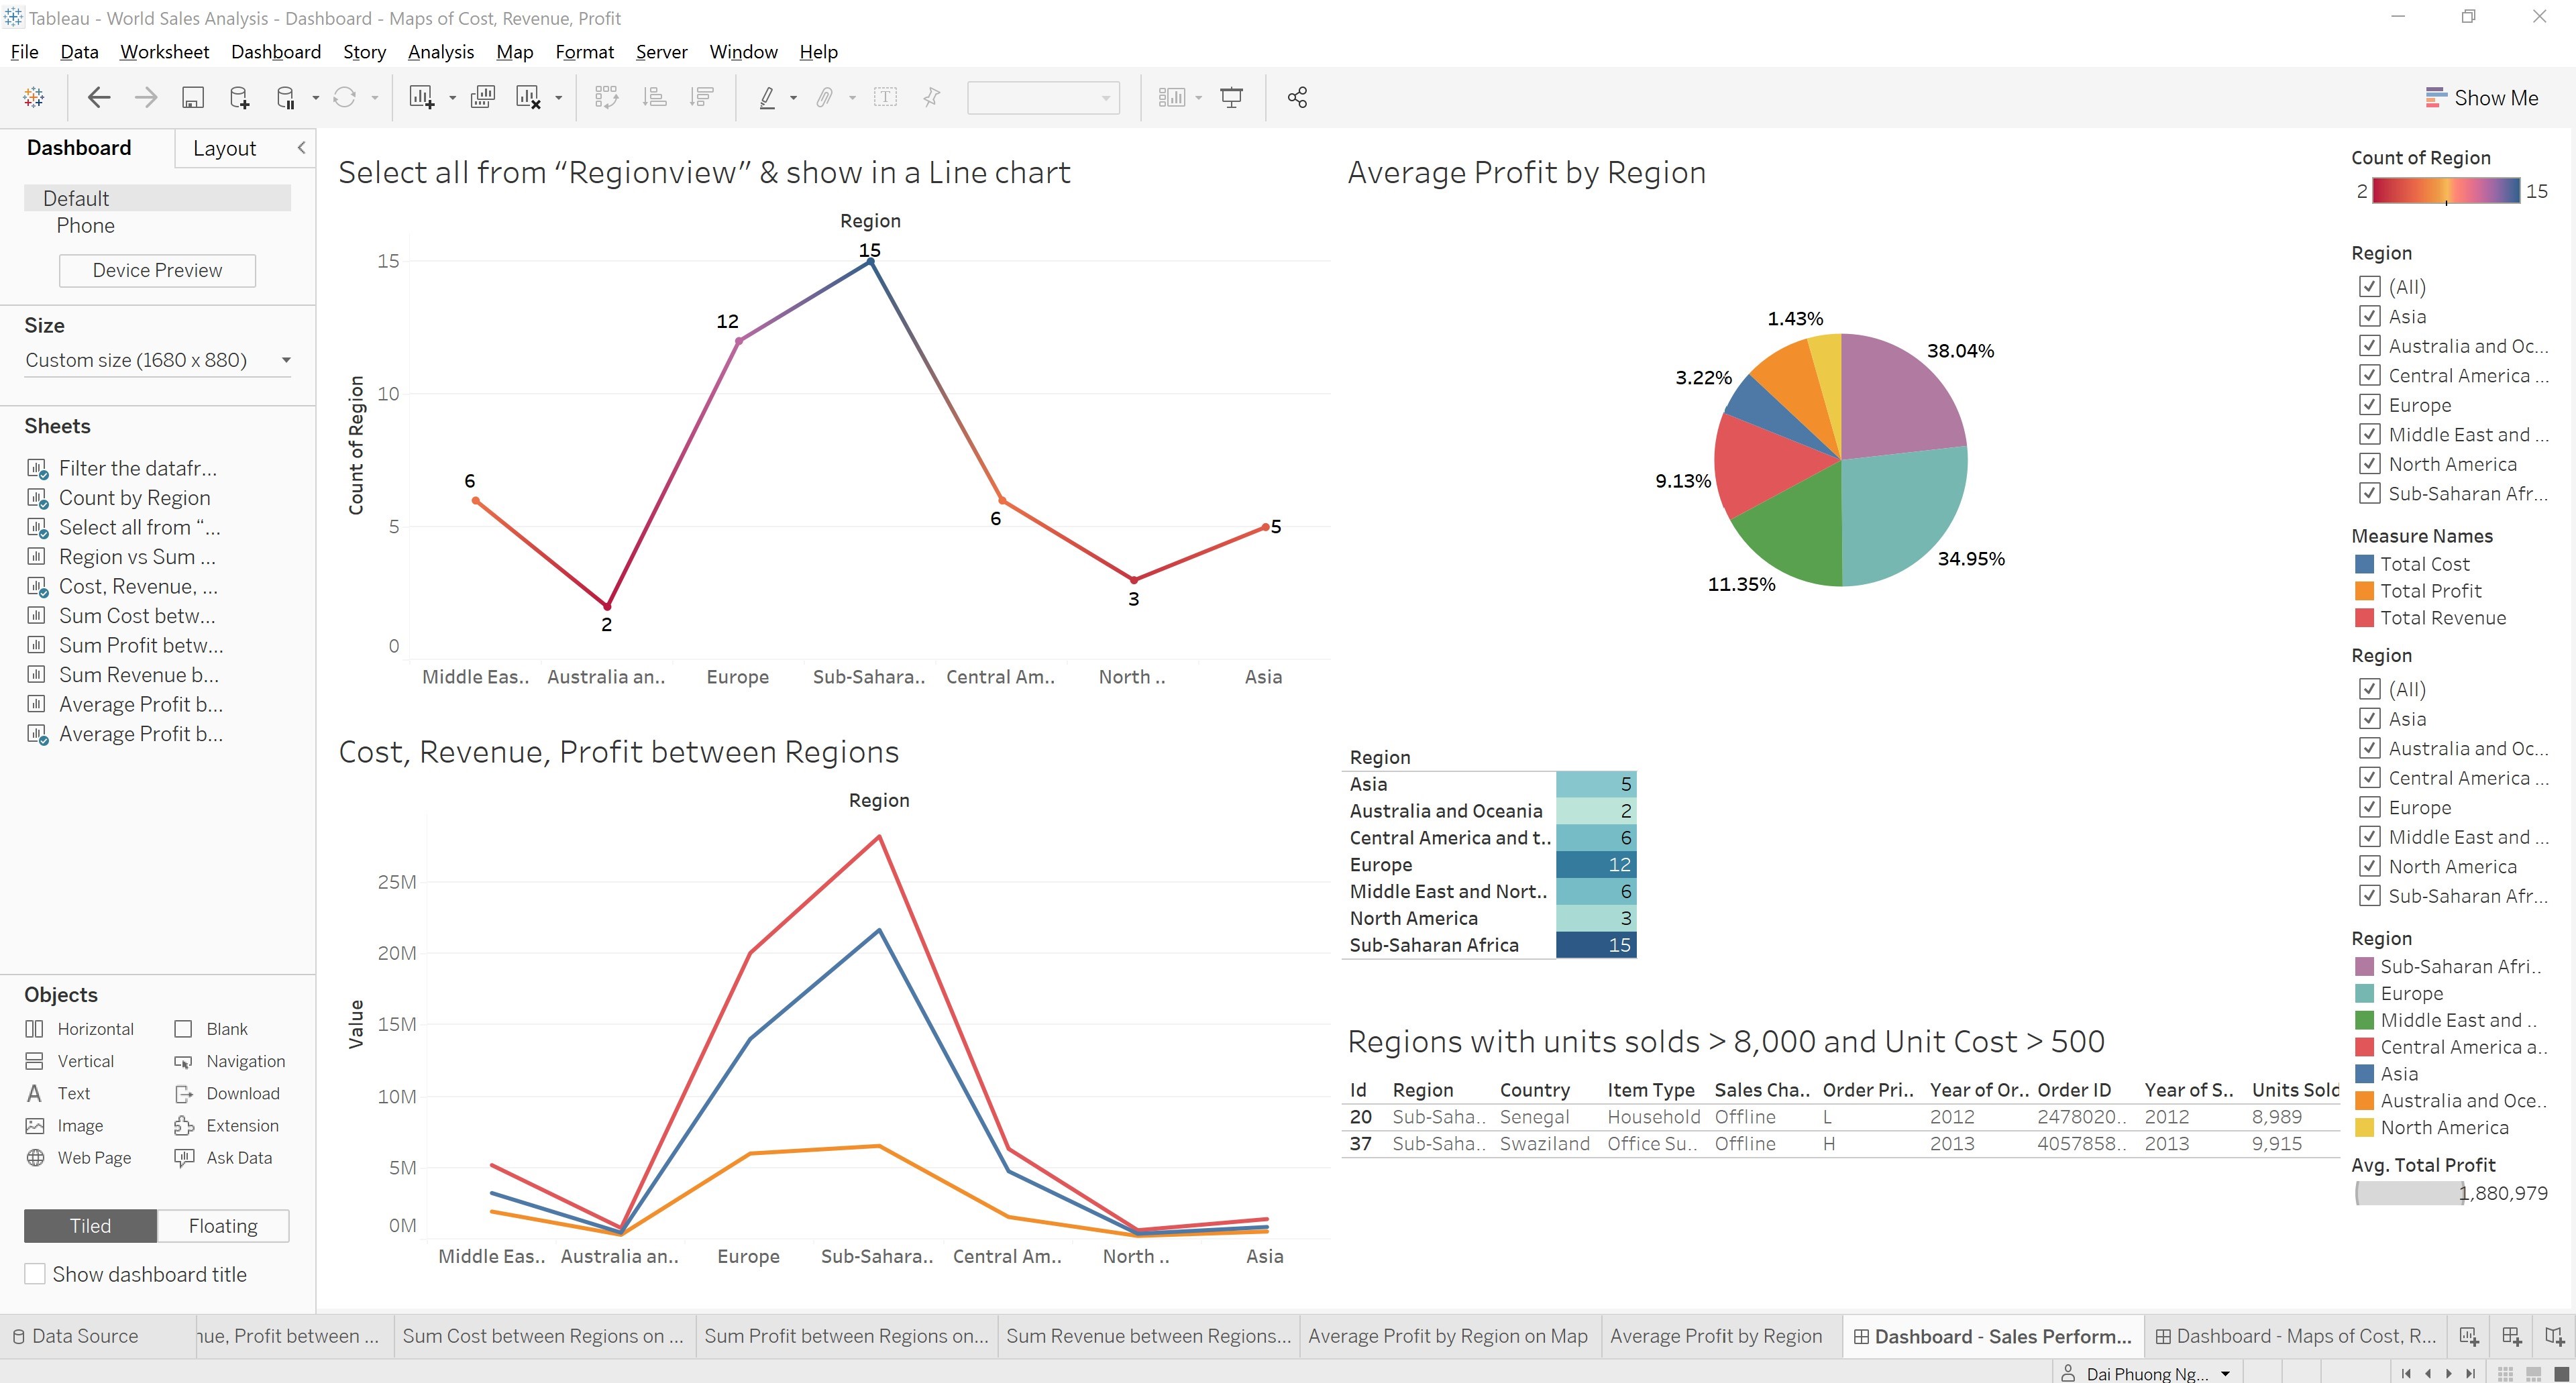 Tableau - World Sales Analysis - Dashboard - Maps of Cost, Revenue, Profit
File Data Worksheet Dashboard Story Analysis Map Format Server Window Help
Show Me
Dashboard
Layout
Default
Phone
Device Preview
Size
Custom size (1680 x 880)
Sheets
Filter the datafr...
Count by Region
Select all from “...
Region vs Sum ...
Cost, Revenue, ...
Sum Cost betw...
Sum Profit betw...
Sum Revenue b...
Average Profit b...
Average Profit b...
Objects
Horizontal Blank
Vertical Navigation
Text Download
Image Extension
Web Page Ask Data
Tiled Floating
Show dashboard title
Select all from “Regionview” & show in a Line chart
Region
Count of Region
15
10
5
0
6
2
12
15
6
3
5
Middle Eas.. Australia an.. Europe Sub-Sahara.. Central Am.. North .. Asia
Average Profit by Region
1.43%
38.04%
3.22%
9.13%
11.35%
34.95%
Cost, Revenue, Profit between Regions
Region
Value
25M
20M
15M
10M
5M
0M
Middle Eas.. Australia an.. Europe Sub-Sahara.. Central Am.. North .. Asia
Region
Asia 5
Australia and Oceania 2
Central America and t.. 6
Europe 12
Middle East and Nort.. 6
North America 3
Sub-Saharan Africa 15
Regions with units solds > 8,000 and Unit Cost > 500
Id Region Country Item Type Sales Cha.. Order Pri.. Year of Or.. Order ID Year of S.. Units Sold
20 Sub-Saha.. Senegal Household Offline L 2012 2478020.. 2012 8,989
37 Sub-Saha.. Swaziland Office Su.. Offline H 2013 4057858.. 2013 9,915
Count of Region
2 15
Region
(All)
Asia
Australia and Oc...
Central America ...
Europe
Middle East and ...
North America
Sub-Saharan Afr...
Measure Names
Total Cost
Total Profit
Total Revenue
Region
(All)
Asia
Australia and Oc...
Central America ...
Europe
Middle East and ...
North America
Sub-Saharan Afr...
Region
Sub-Saharan Afri..
Europe
Middle East and ..
Central America a..
Asia
Australia and Oce..
North America
Avg. Total Profit
1,880,979
Data Source
nue, Profit between ...
Sum Cost between Regions on ...
Sum Profit between Regions on...
Sum Revenue between Regions...
Average Profit by Region on Map
Average Profit by Region
Dashboard - Sales Perform...
Dashboard - Maps of Cost, R...
Dai Phuong Ng...